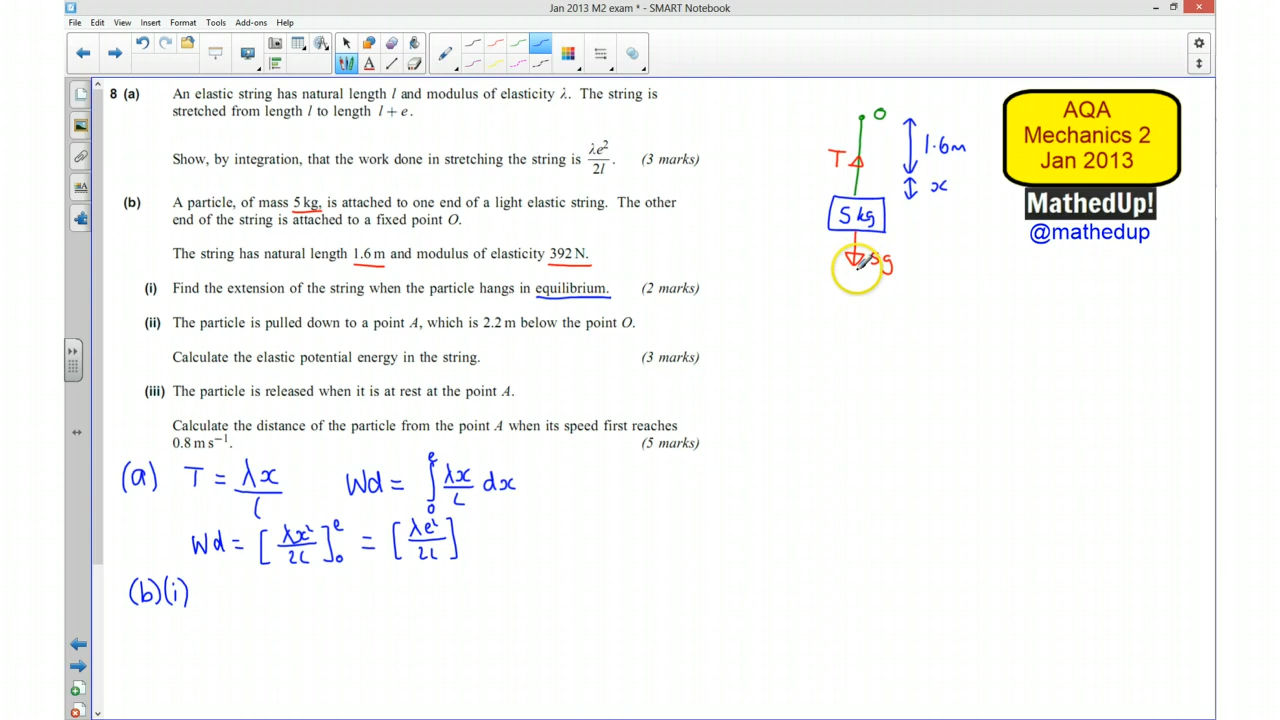 Jan 2013 M2 exam * - SMART Notebook
File Edit View Insert Format Tools Add-ons Help
8 (a) An elastic string has natural length l and modulus of elasticity λ. The string is
stretched from length l to length l + e.
Show, by integration, that the work done in stretching the string is λe²/2l. (3 marks)
(b) A particle, of mass 5 kg, is attached to one end of a light elastic string. The other
end of the string is attached to a fixed point O.
The string has natural length 1.6 m and modulus of elasticity 392 N.
(i) Find the extension of the string when the particle hangs in equilibrium. (2 marks)
(ii) The particle is pulled down to a point A, which is 2.2 m below the point O.
Calculate the elastic potential energy in the string. (3 marks)
(iii) The particle is released when it is at rest at the point A.
Calculate the distance of the particle from the point A when its speed first reaches
0.8 m s⁻¹. (5 marks)
(a) T = λx/L Wd = ∫₀ᵉ λx/L dx
Wd = [λx²/2L]₀ᵉ = [λe²/2L]
(b)(i)
O
T
1.6m
x
5 kg
5g
AQA
Mechanics 2
Jan 2013
MathedUp!
@mathedup